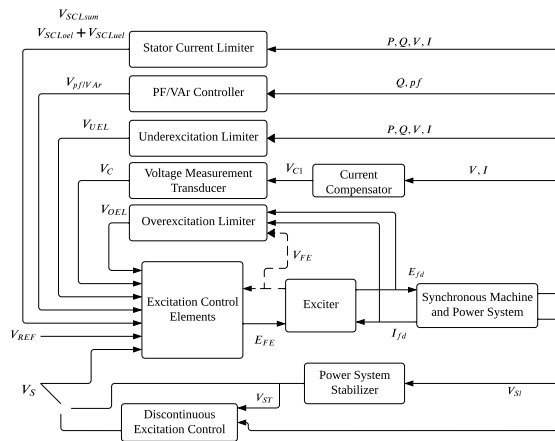 V_SCLsum
V_SCLoel + V_SCLuel
Stator Current Limiter
P, Q, V, I
V_pf/VAr
PF/VAr Controller
Q, pf
V_UEL
Underexcitation Limiter
P, Q, V, I
V_C
Voltage Measurement
Transducer
V_C1
Current
Compensator
V, I
V_OEL
Overexcitation Limiter
V_FE
E_fd
Excitation Control
Elements
Exciter
Synchronous Machine
and Power System
V_REF
E_FE
I_fd
V_S
Power System
Stabilizer
V_ST
V_SI
Discontinuous
Excitation Control